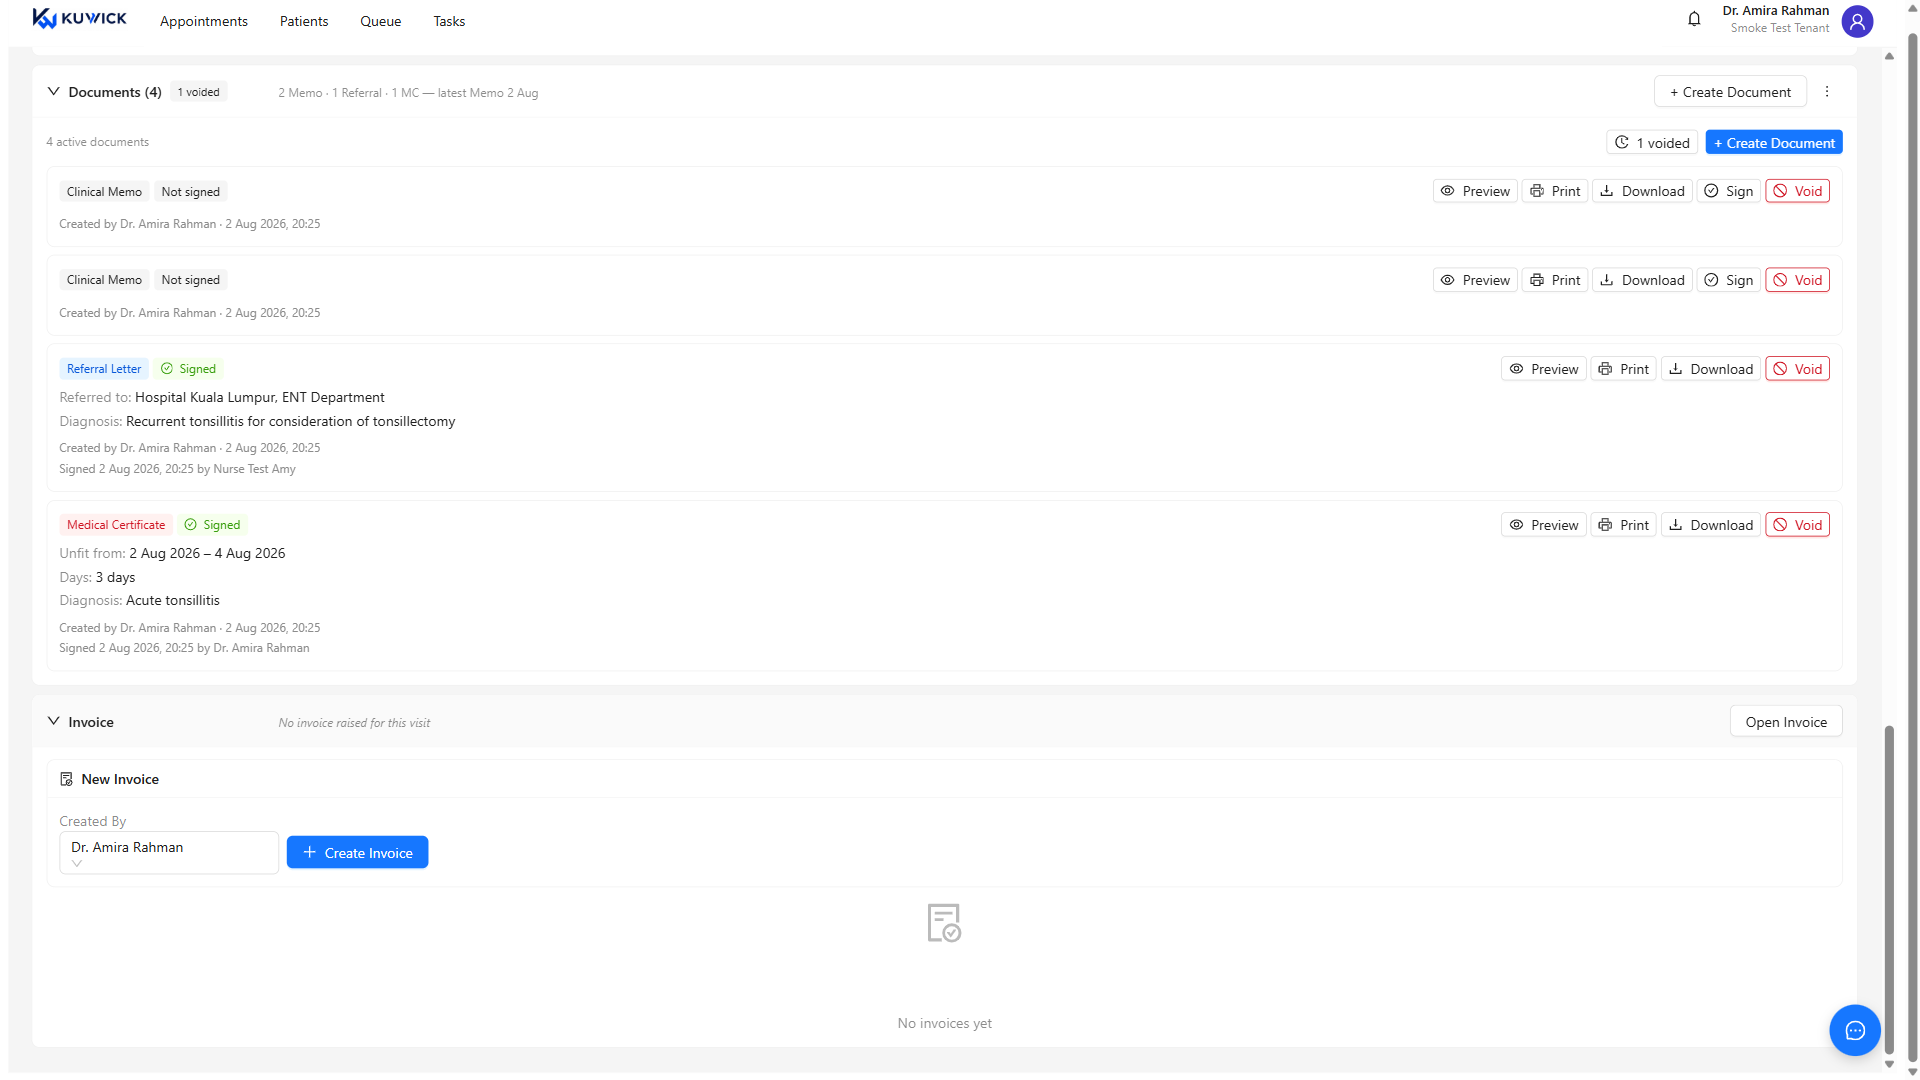 KUWICK
Appointments Patients Queue Tasks
Dr. Amira Rahman
Smoke Test Tenant
Documents (4) 1 voided 2 Memo · 1 Referral · 1 MC — latest Memo 2 Aug + Create Document
4 active documents 1 voided + Create Document
Clinical Memo Not signed Preview Print Download Sign Void
Created by Dr. Amira Rahman · 2 Aug 2026, 20:25
Clinical Memo Not signed Preview Print Download Sign Void
Created by Dr. Amira Rahman · 2 Aug 2026, 20:25
Referral Letter Signed Preview Print Download Void
Referred to: Hospital Kuala Lumpur, ENT Department
Diagnosis: Recurrent tonsillitis for consideration of tonsillectomy
Created by Dr. Amira Rahman · 2 Aug 2026, 20:25
Signed 2 Aug 2026, 20:25 by Nurse Test Amy
Medical Certificate Signed Preview Print Download Void
Unfit from: 2 Aug 2026 – 4 Aug 2026
Days: 3 days
Diagnosis: Acute tonsillitis
Created by Dr. Amira Rahman · 2 Aug 2026, 20:25
Signed 2 Aug 2026, 20:25 by Dr. Amira Rahman
Invoice No invoice raised for this visit Open Invoice
New Invoice
Created By
Dr. Amira Rahman
+ Create Invoice
No invoices yet